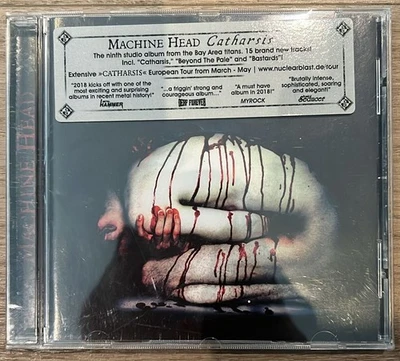 MACHINE HEAD Catharsis
The ninth studio album from the Bay Area titans. 15 brand new tracks!
Incl. "Catharsis," "Beyond The Pale" and "Bastards"!
Extensive »CATHARSIS« European Tour from March - May | www.nuclearblast.de/tour
"2018 kicks off with one of the most exciting and surprising albums in recent metal history!"
HAMMER
"...a friggin' strong and courageous album..."
DEAF FOREVER
"A must have album in 2018!"
MYROCK
"Brutally intense, sophisticated, soaring and elegant!"
MACHINE HEAD